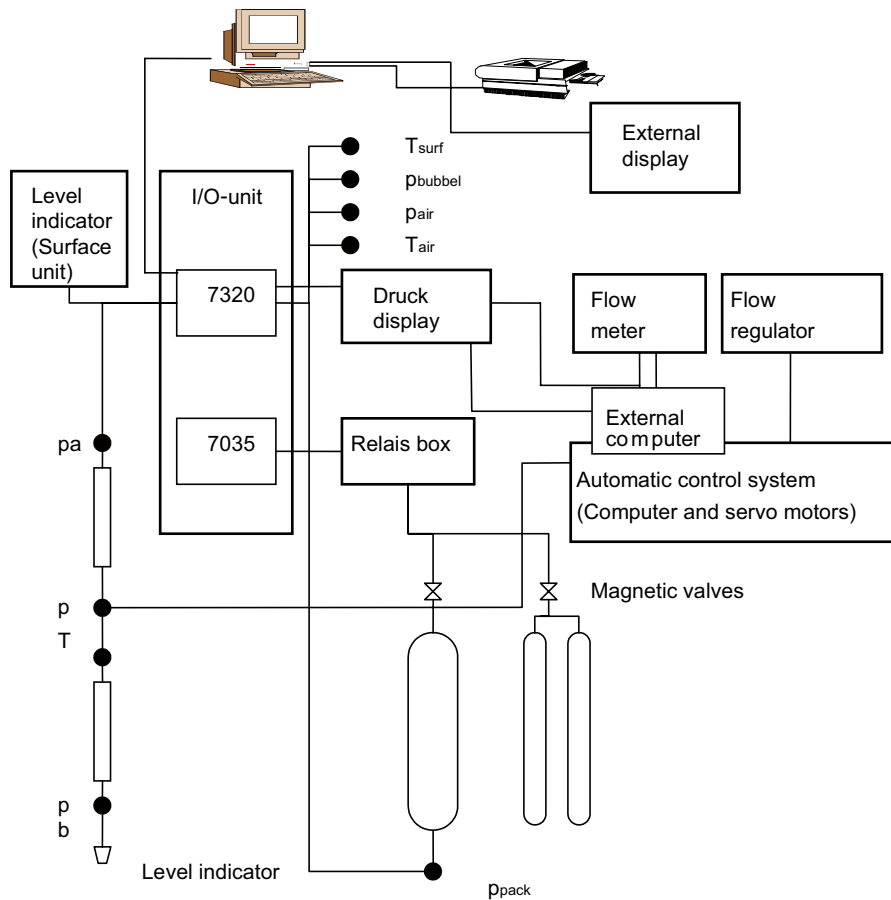 External
display
Tsurf
pbubbel
pair
Tair
Level
indicator
(Surface
unit)
I/O-unit
7320
Druck
display
Flow
meter
Flow
regulator
7035
Relais box
External
computer
Automatic control system
(Computer and servo motors)
pa
p
T
Magnetic valves
p
b
Level indicator
ppack